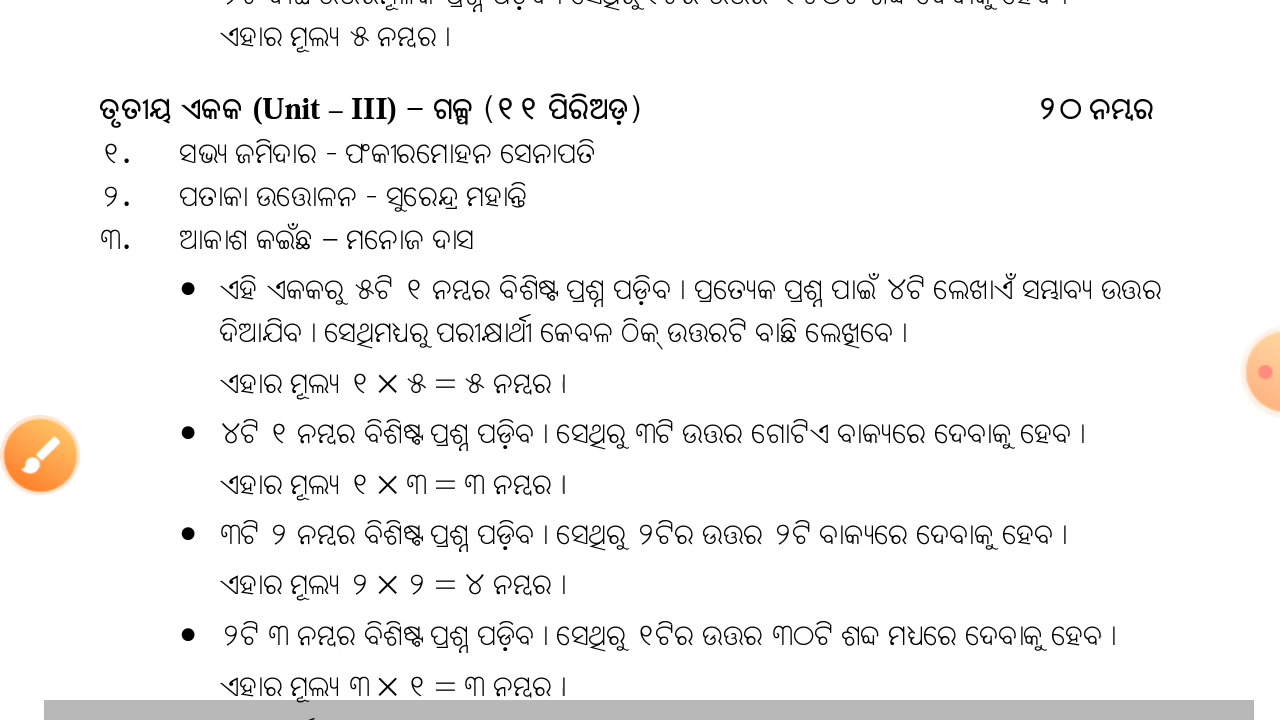 ଏହାର ମୂଲ୍ୟ ୫ ନମ୍ବର ।
ତୃତୀୟ ଏକକ (Unit – III) – ଗଳ୍ପ (୧୧ ପିରିଅଡ଼) ୨୦ ନମ୍ବର
୧. ସଭ୍ୟ ଜମିଦାର - ଫକୀରମୋହନ ସେନାପତି
୨. ପତାକା ଉତ୍ତୋଳନ - ସୁରେନ୍ଦ୍ର ମହାନ୍ତି
୩. ଆକାଶ କଇଁଛ – ମନୋଜ ଦାସ
• ଏହି ଏକକରୁ ୫ଟି ୧ ନମ୍ବର ବିଶିଷ୍ଟ ପ୍ରଶ୍ନ ପଡ଼ିବ । ପ୍ରତ୍ୟେକ ପ୍ରଶ୍ନ ପାଇଁ ୪ଟି ଲେଖାଏଁ ସମ୍ଭାବ୍ୟ ଉତ୍ତର
ଦିଆଯିବ । ସେଥିମଧ୍ୟରୁ ପରୀକ୍ଷାର୍ଥୀ କେବଳ ଠିକ୍ ଉତ୍ତରଟି ବାଛି ଲେଖିବେ ।
ଏହାର ମୂଲ୍ୟ ୧ × ୫ = ୫ ନମ୍ବର ।
• ୪ଟି ୧ ନମ୍ବର ବିଶିଷ୍ଟ ପ୍ରଶ୍ନ ପଡ଼ିବ । ସେଥିରୁ ୩ଟି ଉତ୍ତର ଗୋଟିଏ ବାକ୍ୟରେ ଦେବାକୁ ହେବ ।
ଏହାର ମୂଲ୍ୟ ୧ × ୩ = ୩ ନମ୍ବର ।
• ୩ଟି ୨ ନମ୍ବର ବିଶିଷ୍ଟ ପ୍ରଶ୍ନ ପଡ଼ିବ । ସେଥିରୁ ୨ଟିର ଉତ୍ତର ୨ଟି ବାକ୍ୟରେ ଦେବାକୁ ହେବ ।
ଏହାର ମୂଲ୍ୟ ୨ × ୨ = ୪ ନମ୍ବର ।
• ୨ଟି ୩ ନମ୍ବର ବିଶିଷ୍ଟ ପ୍ରଶ୍ନ ପଡ଼ିବ । ସେଥିରୁ ୧ଟିର ଉତ୍ତର ୩୦ଟି ଶବ୍ଦ ମଧ୍ୟରେ ଦେବାକୁ ହେବ ।
ଏହାର ମୂଲ୍ୟ ୩ × ୧ = ୩ ନମ୍ବର ।